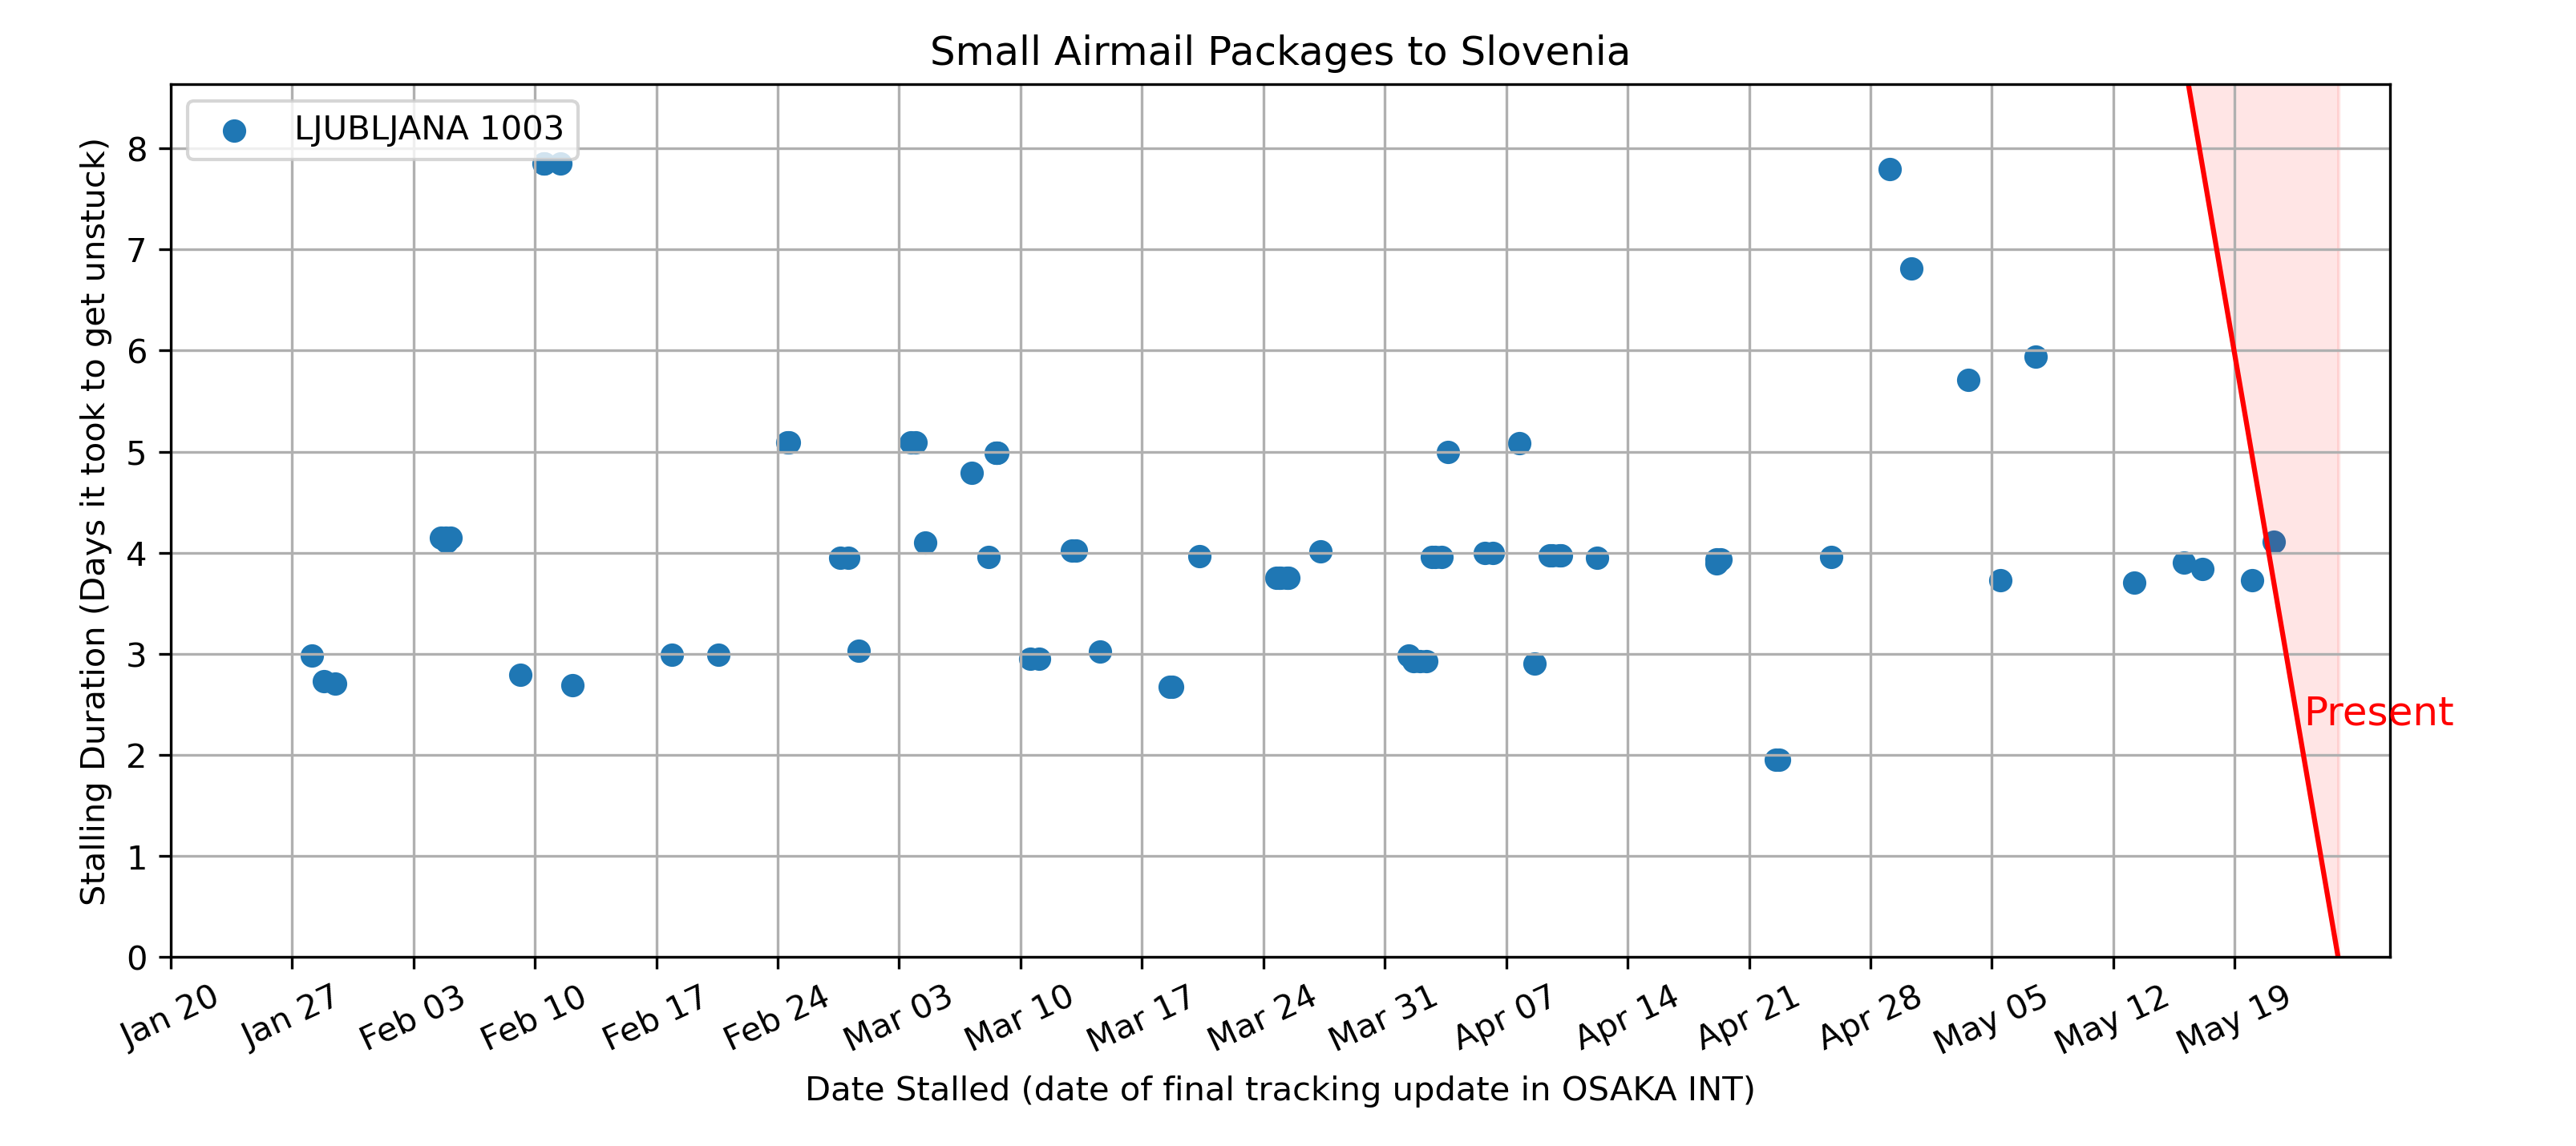 Small Airmail Packages to Slovenia
LJUBLJANA 1003
Stalling Duration (Days it took to get unstuck)
8
7
6
5
4
3
2
1
0
Present
Jan 20 Jan 27 Feb 03 Feb 10 Feb 17 Feb 24 Mar 03 Mar 10 Mar 17 Mar 24 Mar 31 Apr 07 Apr 14 Apr 21 Apr 28 May 05 May 12 May 19
Date Stalled (date of final tracking update in OSAKA INT)